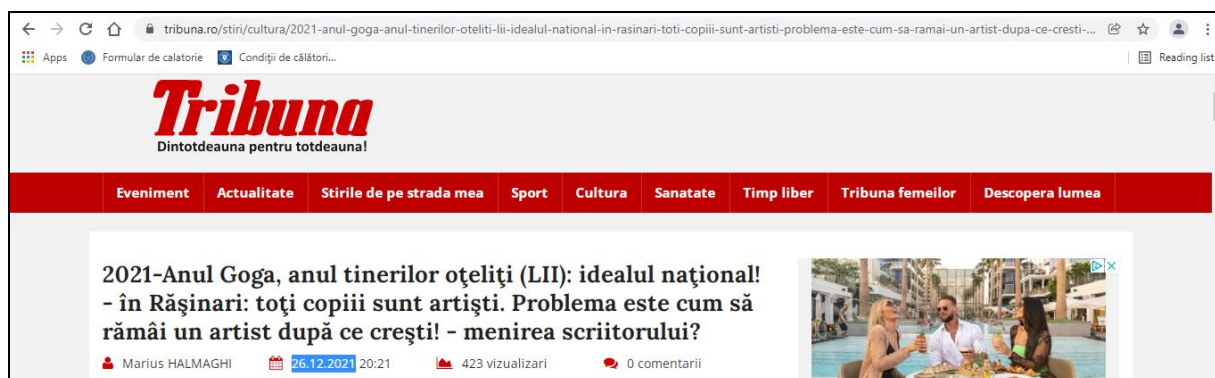 tribuna.ro/stiri/cultura/2021-anul-goga-anul-tinerilor-oteliti-lii-idealul-national-in-rasinari-toti-copiii-sunt-artisti-problema-este-cum-sa-ramai-un-artist-dupa-ce-cresti-...
Apps Formular de calatorie Condiţii de călători... Reading list
Tribuna
Dintotdeauna pentru totdeauna!
Eveniment Actualitate Stirile de pe strada mea Sport Cultura Sanatate Timp liber Tribuna femeilor Descopera lumea
2021-Anul Goga, anul tinerilor oţeliţi (LII): idealul naţional!
- în Răşinari: toţi copiii sunt artişti. Problema este cum să
rămâi un artist după ce creşti! - menirea scriitorului?
Marius HALMAGHI 26.12.2021 20:21 423 vizualizari 0 comentarii